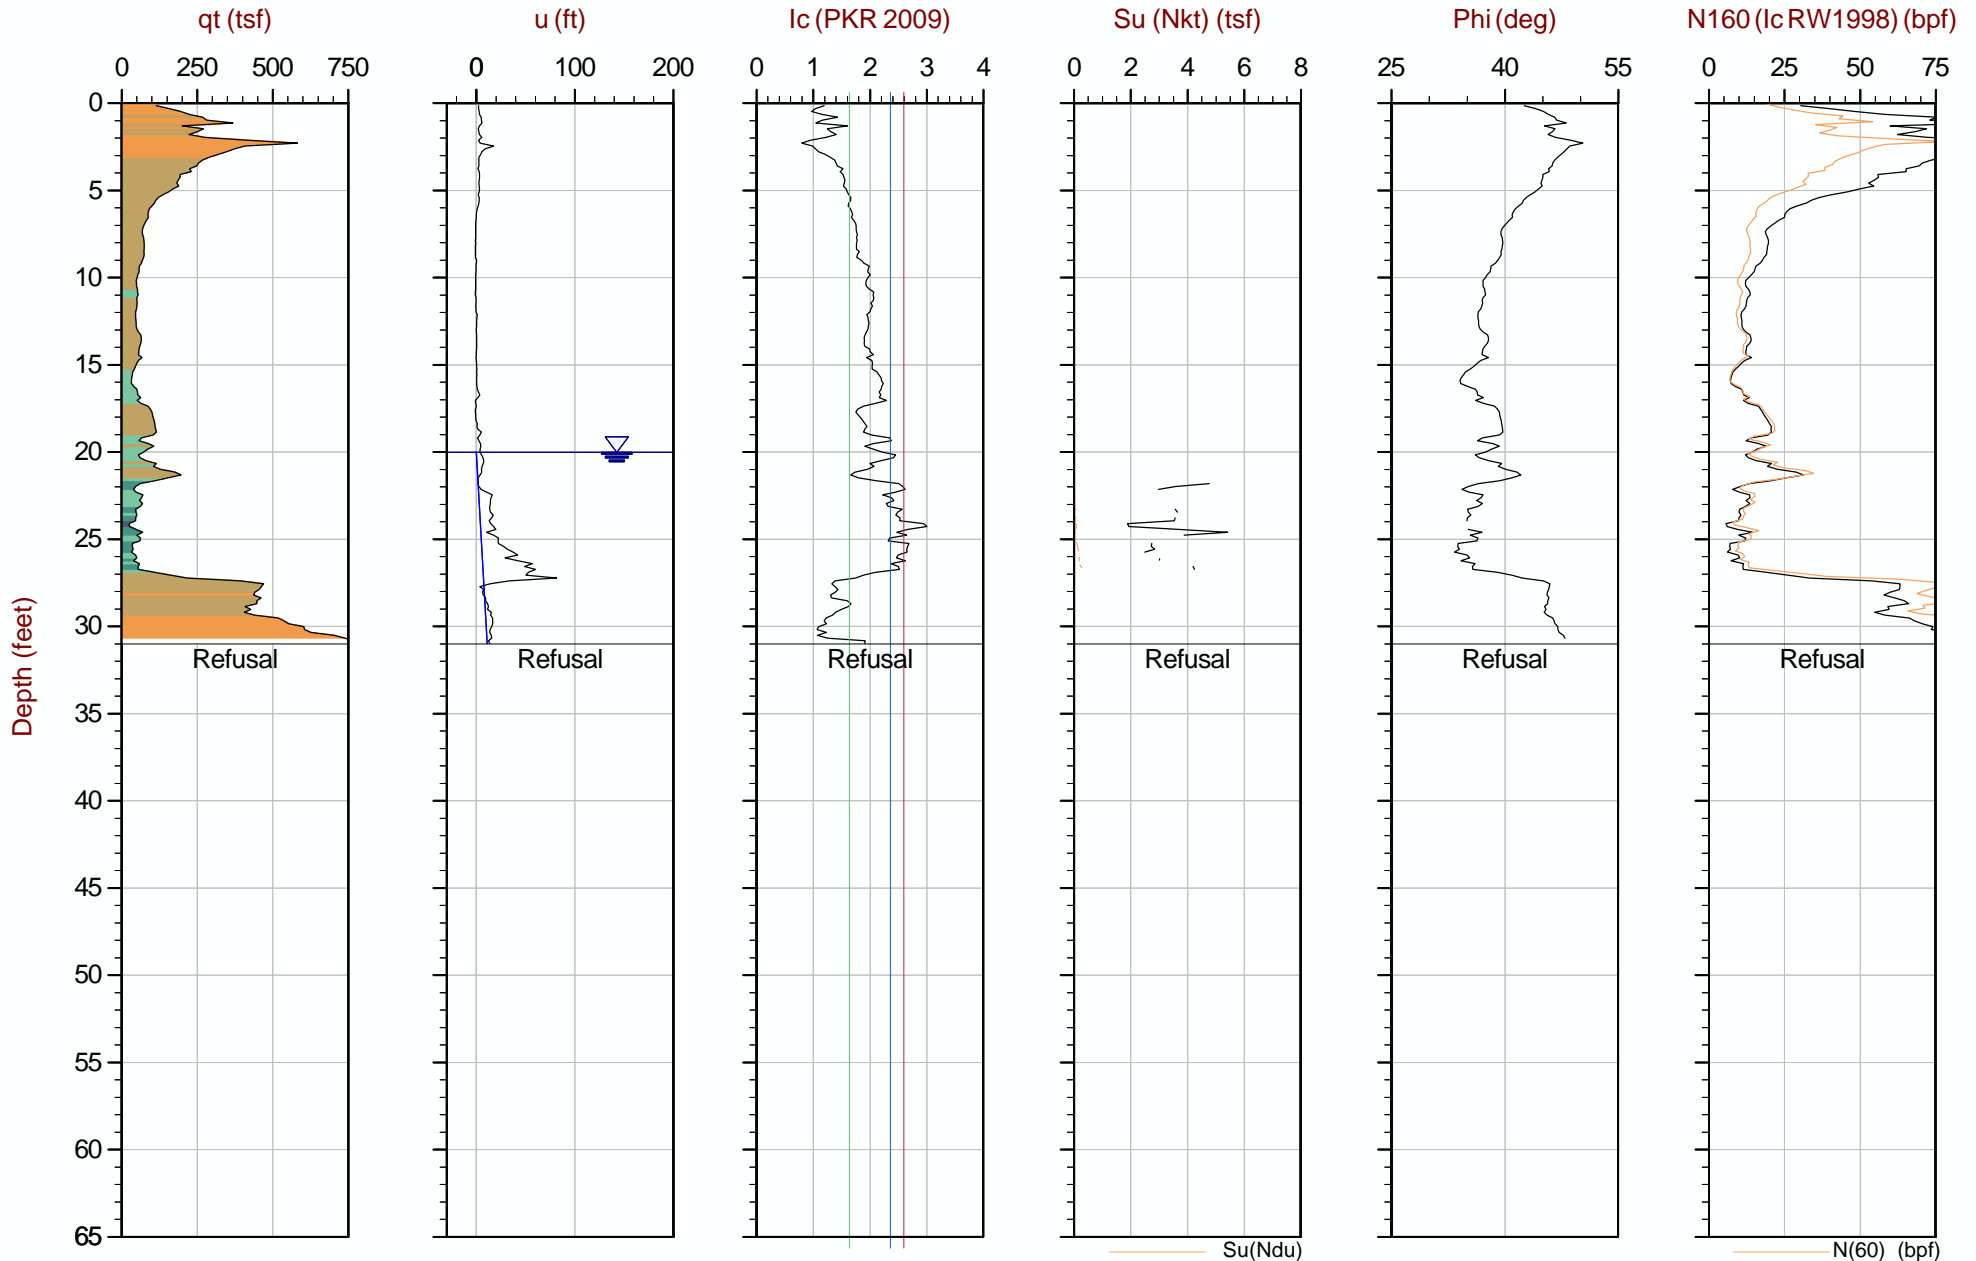 qt (tsf) u (ft) Ic (PKR 2009) Su (Nkt) (tsf) Phi (deg) N160 (Ic RW1998) (bpf)
0 250 500 750 0 100 200 0 1 2 3 4 0 2 4 6 8 25 40 55 0 25 50 75
0
5
10
15
20
25
30
Refusal Refusal Refusal Refusal Refusal Refusal
35
40
45
50
55
60
65
Depth (feet)
Su(Ndu) N(60) (bpf)